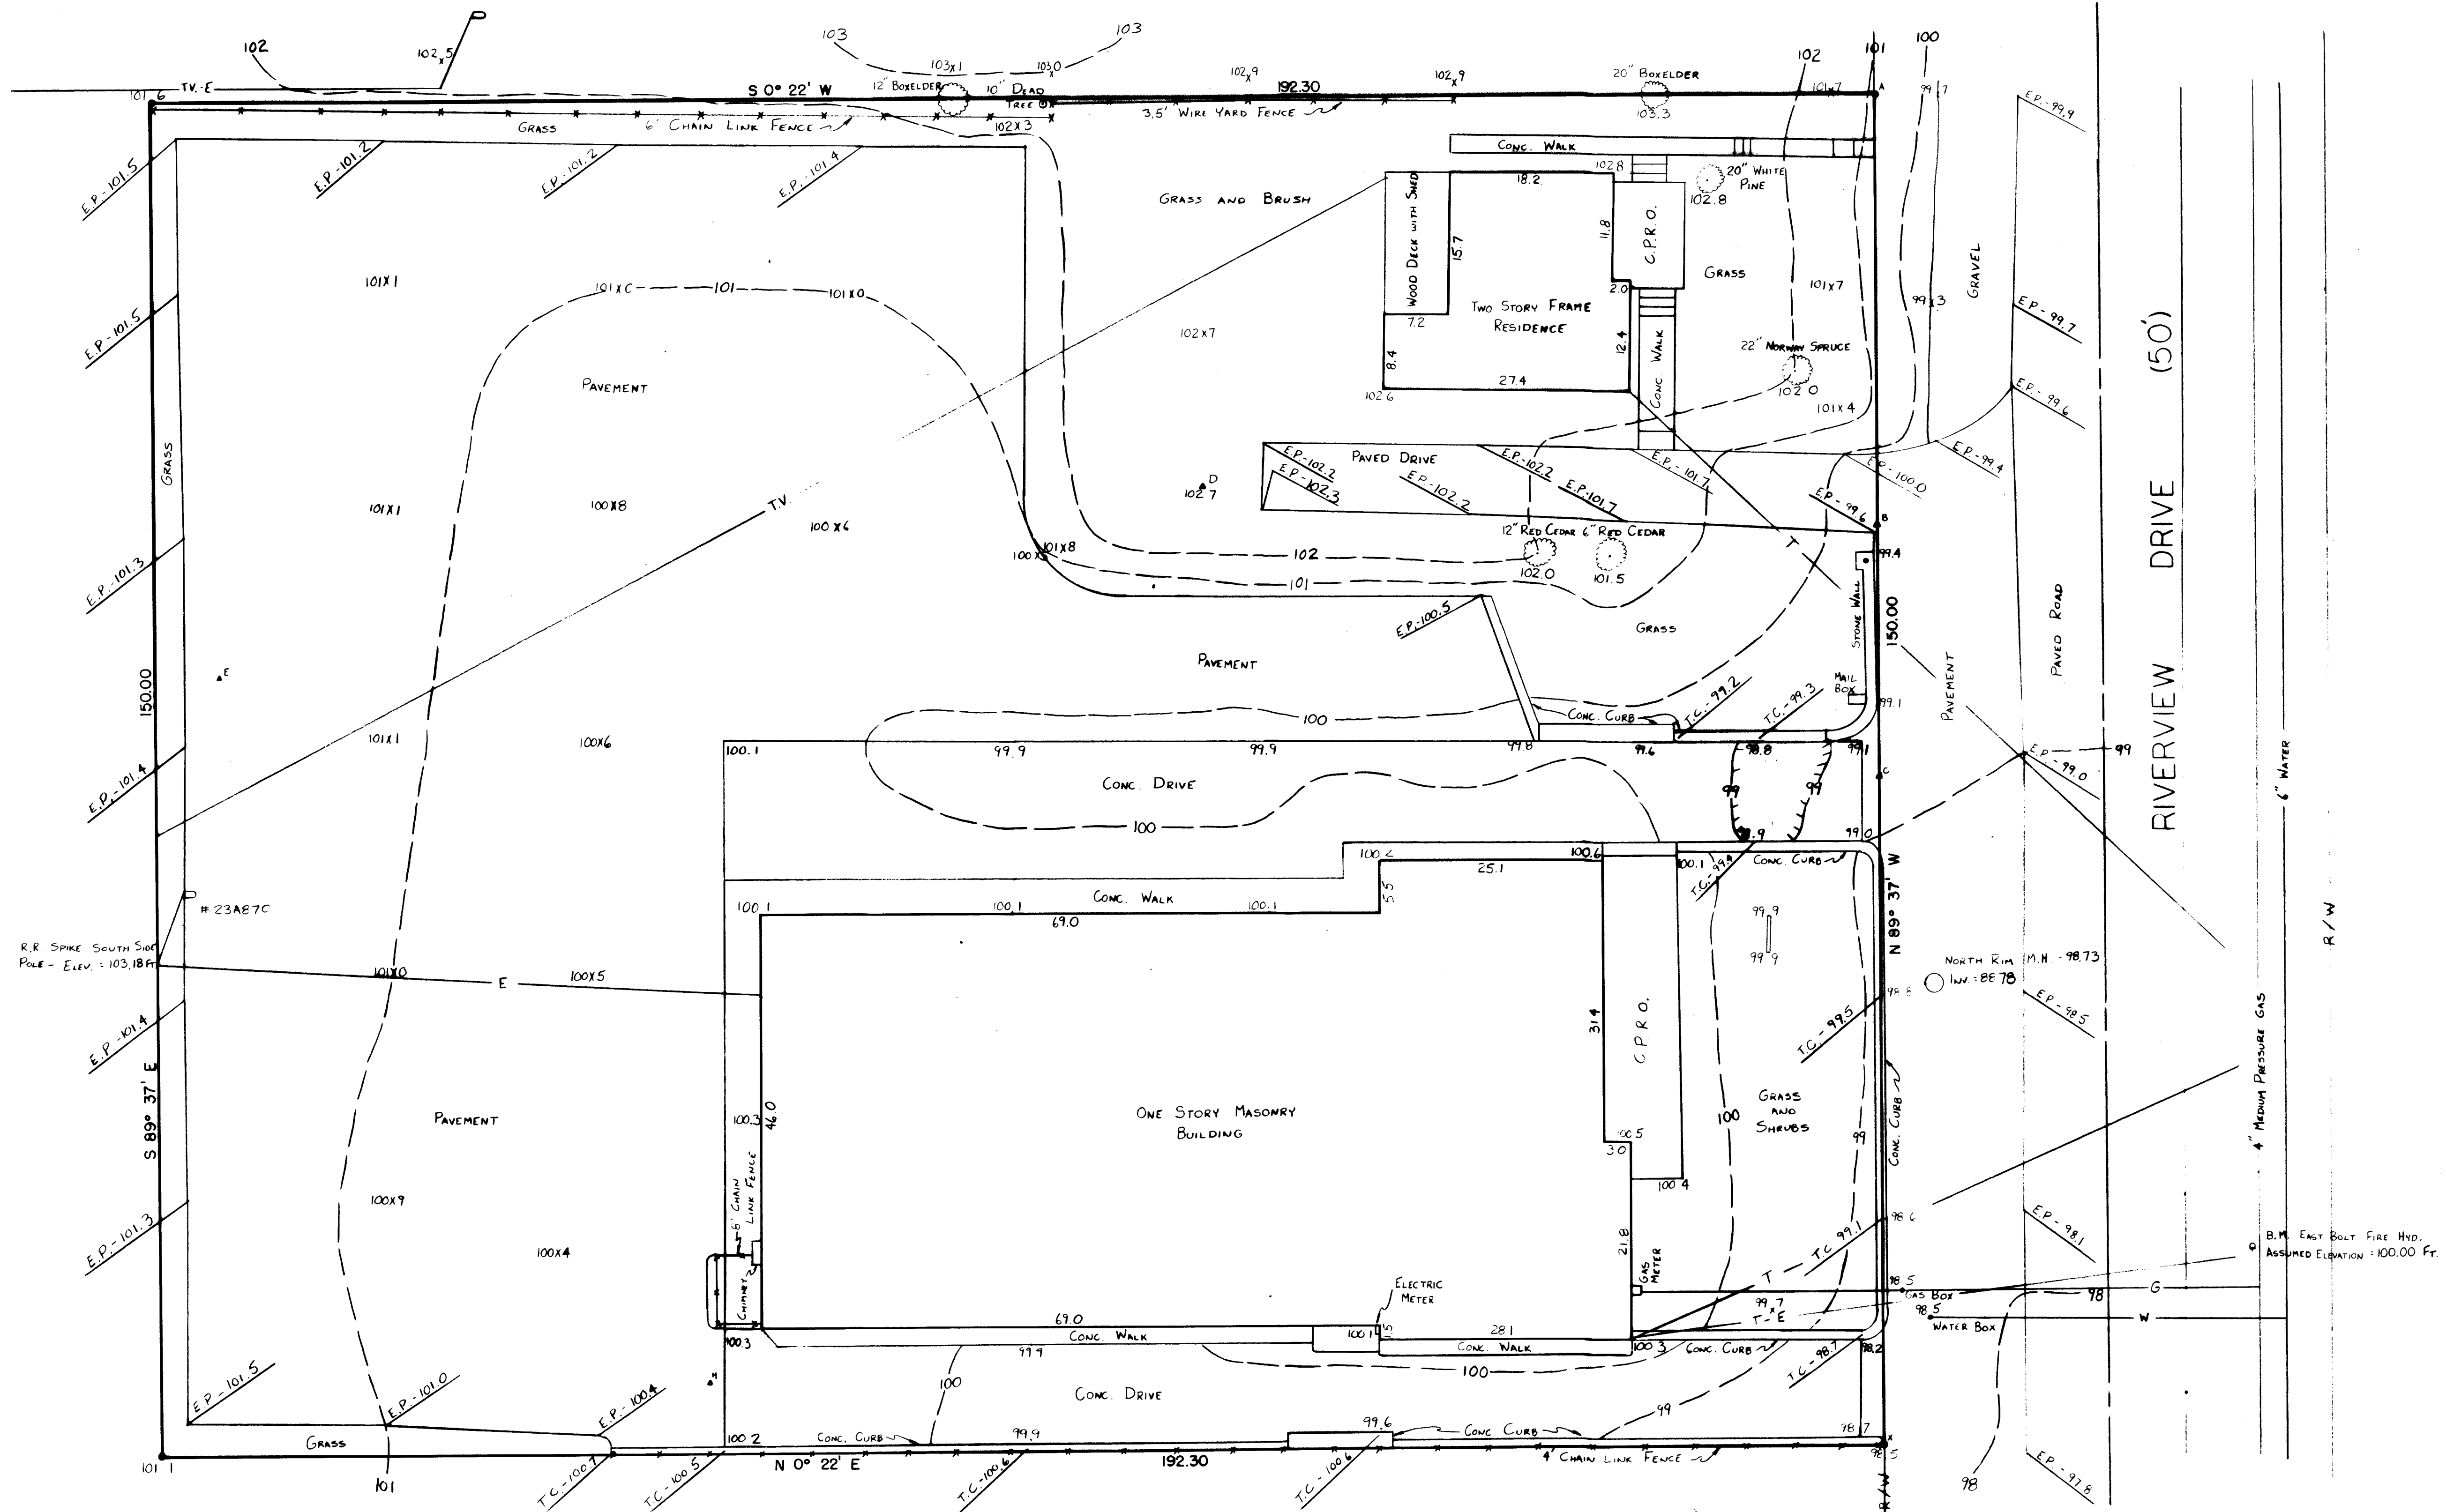 102
102x5
103
103
102
101
100
TV.-E
101.6
S 0° 22' W
12" BOXELDER
103x1
10" DEAD
TREE
103.0
102x9
192.30
102x9
20" BOXELDER
103.3
101x7
A
99.7
E.P.-99.9
GRASS
6' CHAIN LINK FENCE
102x3
3.5' WIRE YARD FENCE
CONC. WALK
E.P.-101.5
E.P.-101.2
E.P.-101.2
E.P.-101.4
GRASS AND BRUSH
WOOD DECK WITH SHED
18.2
102.8
20" WHITE
PINE
102.8
15.7
11.8
C.P.R.O.
GRASS
GRAVEL
101x1
101
101x0
101x7
99x3
E.P.-99.7
E.P.-101.5
102x7
7.2
2.0
TWO STORY FRAME
RESIDENCE
12.4
CONC. WALK
22" NORWAY SPRUCE
102.0
PAVEMENT
8.4
27.4
102.6
101x4
E.P.-99.6
RIVERVIEW DRIVE (50')
GRASS
PAVED DRIVE
E.P.-102.2
E.P.-102.3
E.P.-102.2
E.P.-102.2
E.P.-101.7
E.P.-101.7
E.P.-100.0
E.P.-99.4
101x1
100x8
T.V.
100x6
D
102.7
E.P.-99.6
B
12" RED CEDAR
6" RED CEDAR
102.0
101.5
101x8
102
101
T
99.4
E.P.-101.3
E.P.-100.5
GRASS
STONE WALL
150.00
PAVED ROAD
PAVEMENT
E
150.00
PAVEMENT
MAIL
BOX
99.1
101x1
100x6
100.1
100
99.9
99.9
99.8
CONC. CURB
T.C.-99.2
T.C.-99.3
99.6
98.8
99.1
E.P.-99.0
99
E.P.-101.4
C
CONC. DRIVE
99
99
100
99.0
6" WATER
100.6
100.1
T.C.-99.4
CONC. CURB
25.1
5.5
# 23A87C
100.1
CONC. WALK
100.1
69.0
100.1
99.9
99.9
N 89° 37' W
R/W
R.R. SPIKE SOUTH SIDE
POLE - ELEV. = 103.18 FT.
101x0
E
100x5
NORTH RIM M.H - 98.73
98.8
T.C.-99.5
E.P.-98.5
E.P.-101.4
S 89° 37' E
31.4
C.P.R.O.
PAVEMENT
100.3
46.0
ONE STORY MASONRY
BUILDING
GRASS
AND
SHRUBS
100
99
CONC. CURB
4" MEDIUM PRESSURE GAS
100.5
3.0
100.4
100x9
6' CHAIN
LINK FENCE
E.P.-101.3
98.6
T.C. 99.1
E.P.-98.1
100x4
21.8
GAS
METER
T
B.M. EAST BOLT FIRE HYD.
ASSUMED ELEVATION = 100.00 FT.
CHIMNEY
ELECTRIC
METER
98.5
GAS BOX
98
G
99x7
T-E
98.5
WATER BOX
W
69.0
28.1
100.1
1.5
100.3
CONC. WALK
CONC. WALK
100.3
CONC. CURB
98.2
T.C.-98.7
99.9
100
H
E.P.-101.5
E.P.-101.0
E.P.-100.4
100
CONC. DRIVE
99
GRASS
100.2
CONC. CURB
99.9
99.6
CONC. CURB
98.7
101.1
101
T.C.-100.7
T.C.-100.5
N 0° 22' E
T.C.-100.6
192.30
T.C.-100.6
4' CHAIN LINK FENCE
98.5
R/W
98
E.P.-97.8